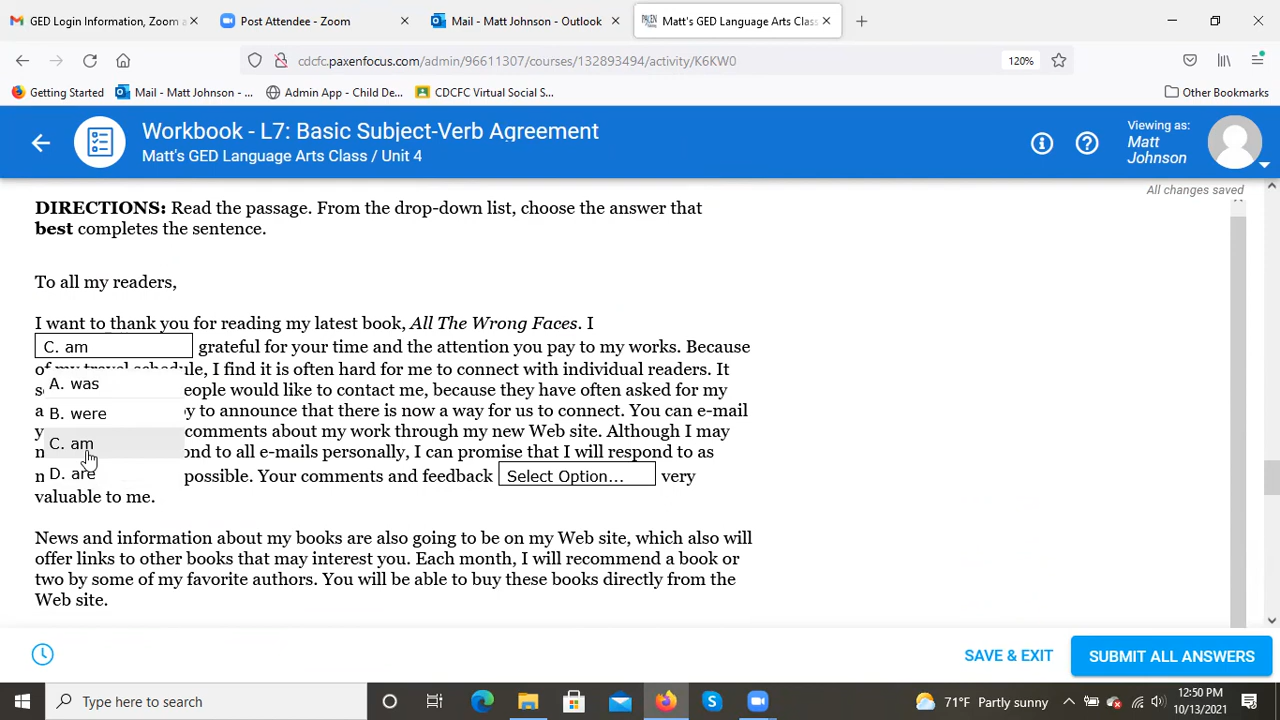 GED Login Information, Zoom a
Post Attendee - Zoom
Mail - Matt Johnson - Outlook
Matt's GED Language Arts Class
cdcfc.paxenfocus.com/admin/96611307/courses/132893494/activity/K6KW0
120%
Getting Started
Mail - Matt Johnson - ...
Admin App - Child De...
CDCFC Virtual Social S...
Other Bookmarks
Workbook - L7: Basic Subject-Verb Agreement
Matt's GED Language Arts Class / Unit 4
Viewing as:
Matt
Johnson
All changes saved
DIRECTIONS: Read the passage. From the drop-down list, choose the answer that
best completes the sentence.
To all my readers,
I want to thank you for reading my latest book, All The Wrong Faces. I
C. am grateful for your time and the attention you pay to my works. Because
of my travel schedule, I find it is often hard for me to connect with individual readers. It
A. was
people would like to contact me, because they have often asked for my
B. were
to announce that there is now a way for us to connect. You can e-mail
comments about my work through my new Web site. Although I may
C. am
to all e-mails personally, I can promise that I will respond to as
D. are
possible. Your comments and feedback Select Option... very
valuable to me.
News and information about my books are also going to be on my Web site, which also will
offer links to other books that may interest you. Each month, I will recommend a book or
two by some of my favorite authors. You will be able to buy these books directly from the
Web site.
SAVE & EXIT
SUBMIT ALL ANSWERS
Type here to search
71°F Partly sunny
12:50 PM
10/13/2021